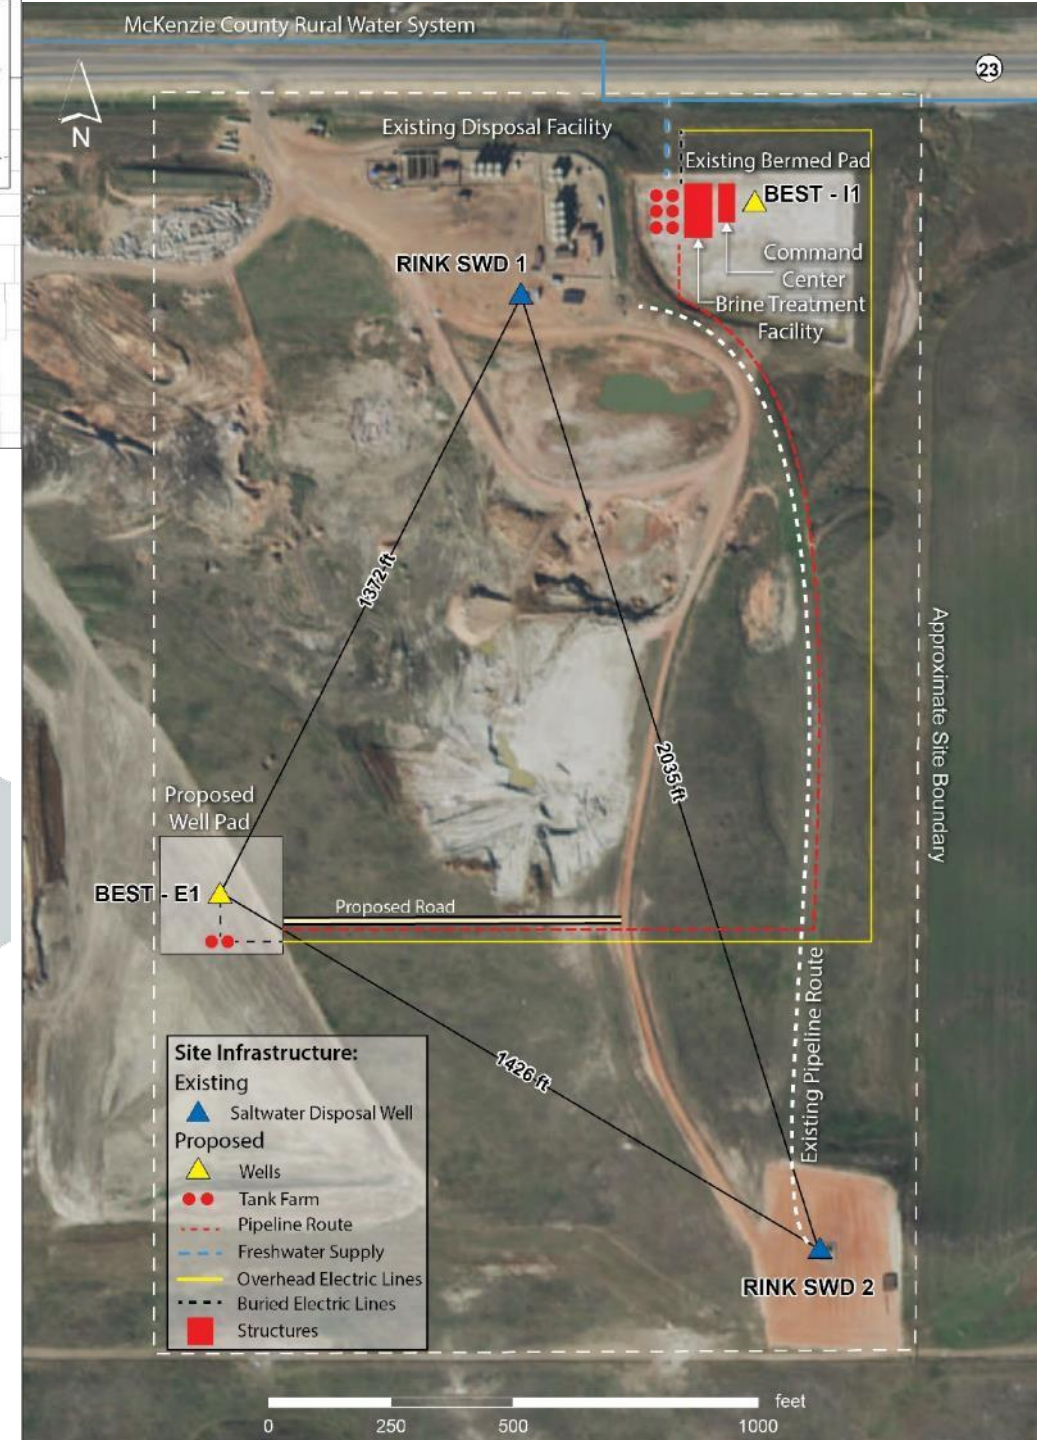 McKenzie County Rural Water System
23
N
Existing Disposal Facility
Existing Bermed Pad
BEST - I1
RINK SWD 1
Command
Center
Brine Treatment
Facility
1372 ft
2035 ft
Approximate Site Boundary
Proposed
Well Pad
BEST - E1
Proposed Road
Existing Pipeline Route
1426 ft
Site Infrastructure:
Existing
Saltwater Disposal Well
Proposed
Wells
Tank Farm
Pipeline Route
Freshwater Supply
Overhead Electric Lines
Buried Electric Lines
Structures
RINK SWD 2
feet
0 250 500 1000